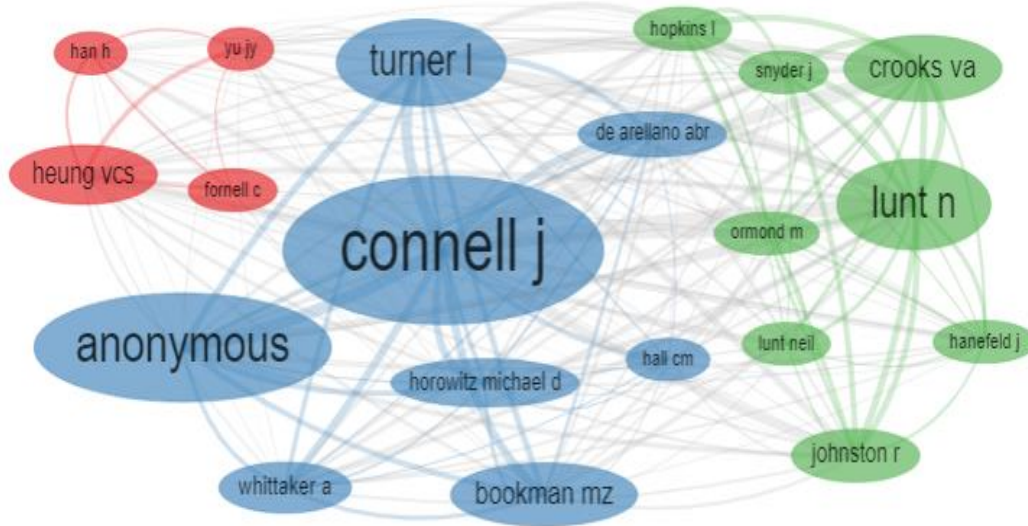 hopkins l
han h
yu jy
turner l
snyder j
crooks va
de arellano abr
heung vcs
fornell c
lunt n
ormond m
connell j
anonymous
lunt neil
hanefeld j
hall cm
horowitz michael d
johnston r
whittaker a
bookman mz